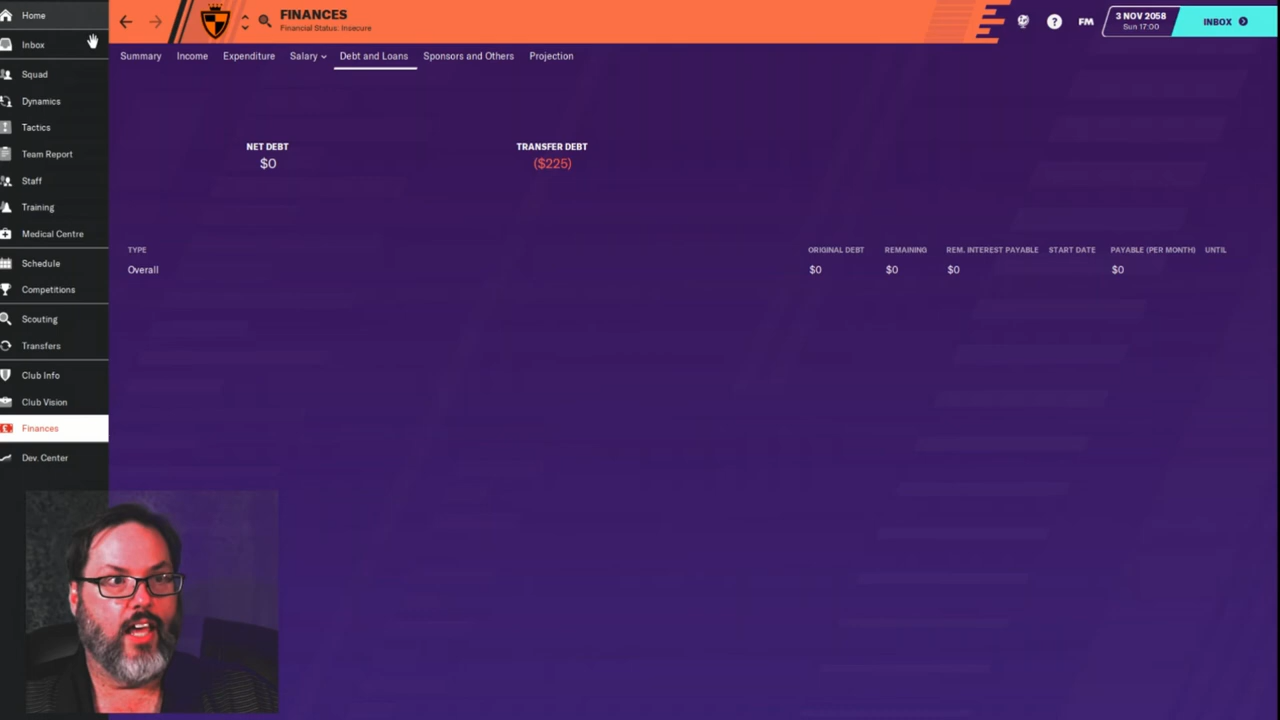 Home
Inbox
Squad
Dynamics
Tactics
Team Report
Staff
Training
Medical Centre
Schedule
Competitions
Scouting
Transfers
Club Info
Club Vision
Finances
Dev. Center
FINANCES
Financial Status: Insecure
FM
3 NOV 2058
Sun 17:00
INBOX
Summary Income Expenditure Salary Debt and Loans Sponsors and Others Projection
NET DEBT TRANSFER DEBT
$0 ($225)
TYPE ORIGINAL DEBT REMAINING REM. INTEREST PAYABLE START DATE PAYABLE (PER MONTH) UNTIL
Overall $0 $0 $0 $0